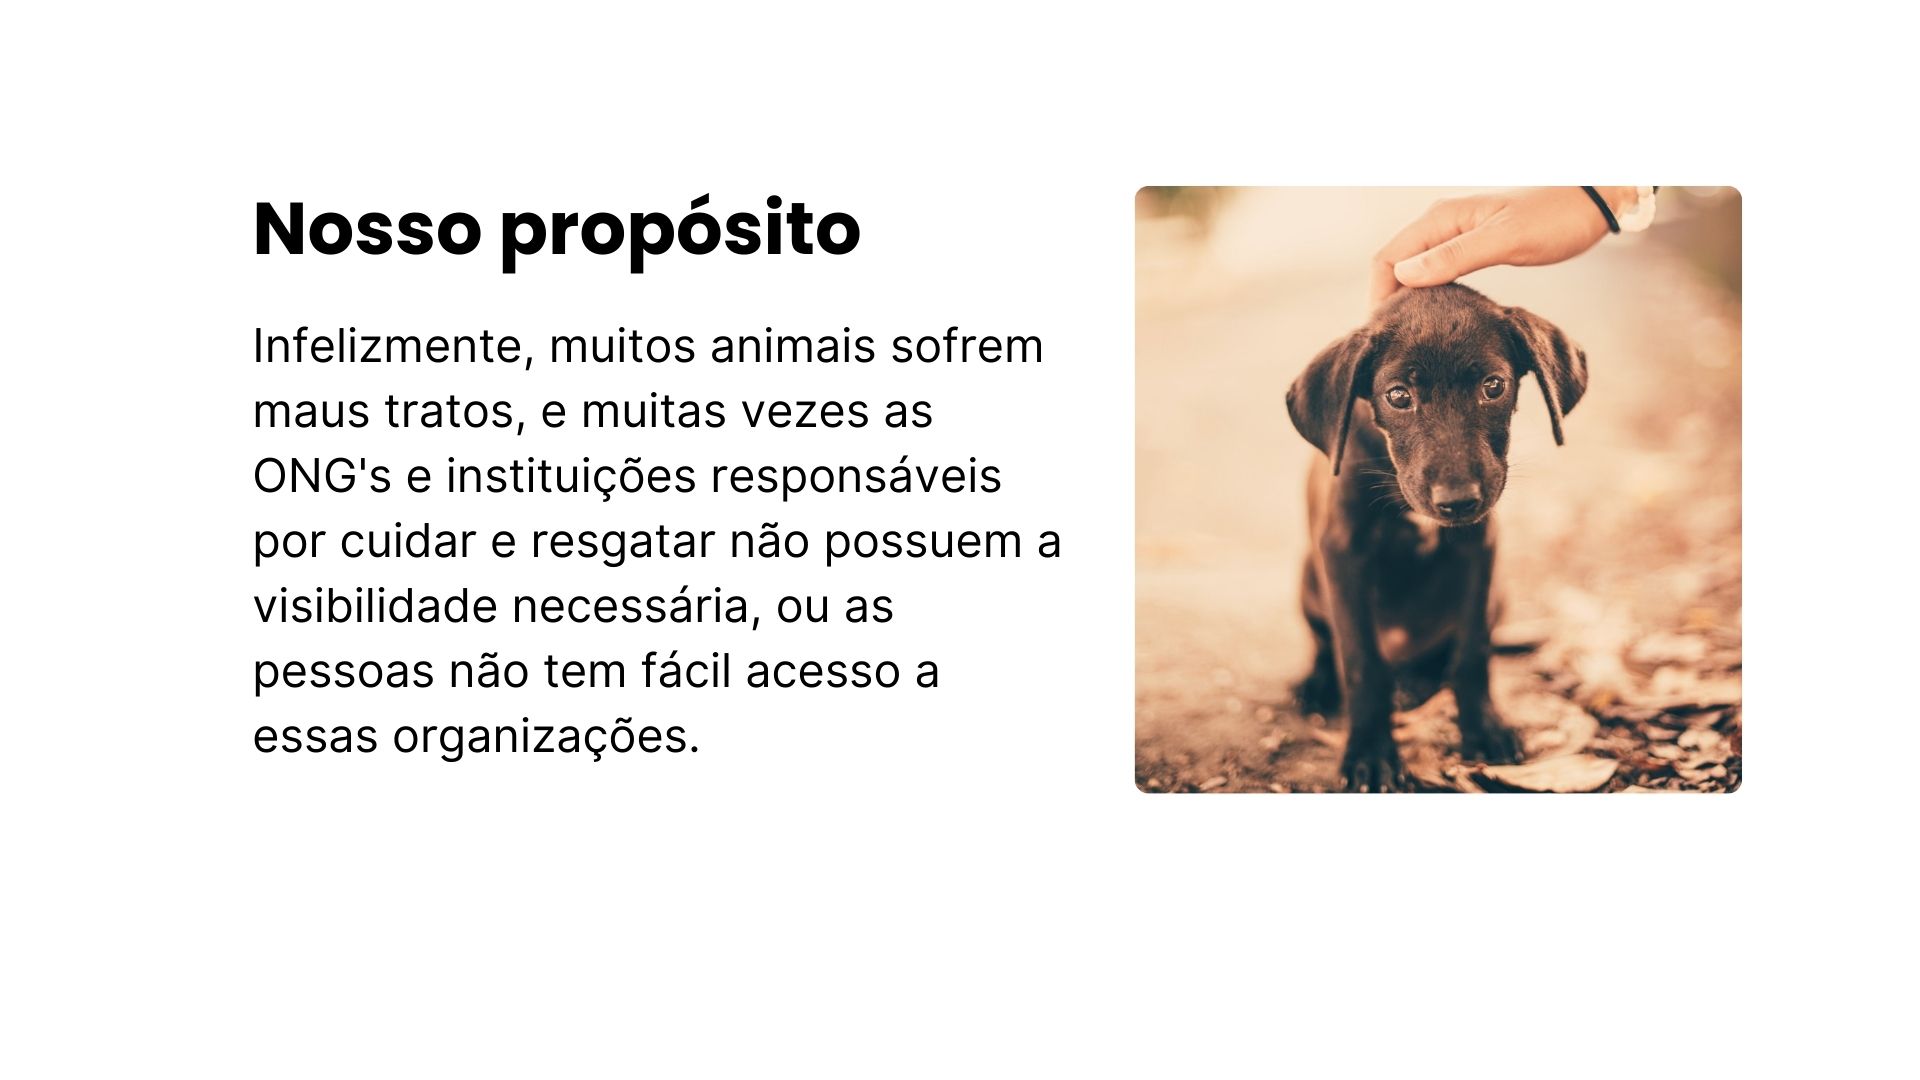 Nosso propósito
Infelizmente, muitos animais sofrem
maus tratos, e muitas vezes as
ONG's e instituições responsáveis
por cuidar e resgatar não possuem a
visibilidade necessária, ou as
pessoas não tem fácil acesso a
essas organizações.